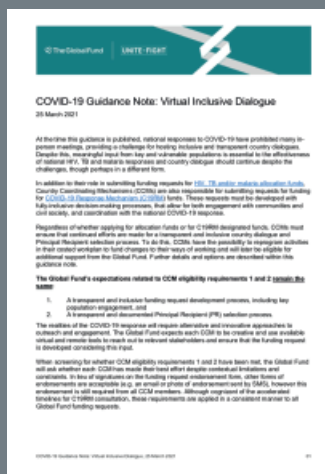 The Global Fund
UNITE-FIGHT
COVID-19 Guidance Note: Virtual Inclusive Dialogue
25 March 2021
At the time this guidance is published, national responses to COVID-19 have prohibited many in-
person meetings, providing a challenge for hosting inclusive and transparent country dialogues.
Despite this, meaningful input from key and vulnerable populations is essential to the effectiveness
of national HIV, TB and malaria responses and country dialogue should continue despite the
challenges, though perhaps in a different form.
In addition to their role in submitting funding requests for HIV, TB and/or malaria allocation funds,
Country Coordinating Mechanisms (CCMs) are also responsible for submitting requests for funding
for COVID-19 Response Mechanism (C19RM) funds. These requests must be developed with
fully-inclusive decision-making processes, that allow for both engagement with communities and
civil society, and coordination with the national COVID-19 response.
Regardless of whether applying for allocation funds or for C19RM designated funds, CCMs must
ensure that continued efforts are made for a transparent and inclusive country dialogue and
Principal Recipient selection process. To do this, CCMs have the possibility to reprogram activities
in their costed workplan to fund changes to their ways of working and will later be eligible for
additional support from the Global Fund. Further details and options are described within this
guidance note.
The Global Fund's expectations related to CCM eligibility requirements 1 and 2 remain the
same:
1. A transparent and inclusive funding request development process, including key
population engagement, and
2. A transparent and documented Principal Recipient (PR) selection process.
The realities of the COVID-19 response will require alternative and innovative approaches to
outreach and engagement. The Global Fund expects each CCM to be creative and use available
virtual and remote tools to reach out to relevant stakeholders and ensure that the funding request
is developed considering this input.
When screening for whether CCM eligibility requirements 1 and 2 have been met, the Global Fund
will ask whether each CCM has made their best effort despite contextual limitations and
constraints. In lieu of signatures on the funding request endorsement form, other forms of
endorsements are acceptable (e.g. an email or photo of endorsement sent by SMS), however this
endorsement is still required from all CCM members. Although cognizant of the accelerated
timelines for C19RM consultation, these requirements are applied in a consistent manner to all
Global Fund funding requests.
COVID-19 Guidance Note: Virtual Inclusive Dialogue, 25 March 2021